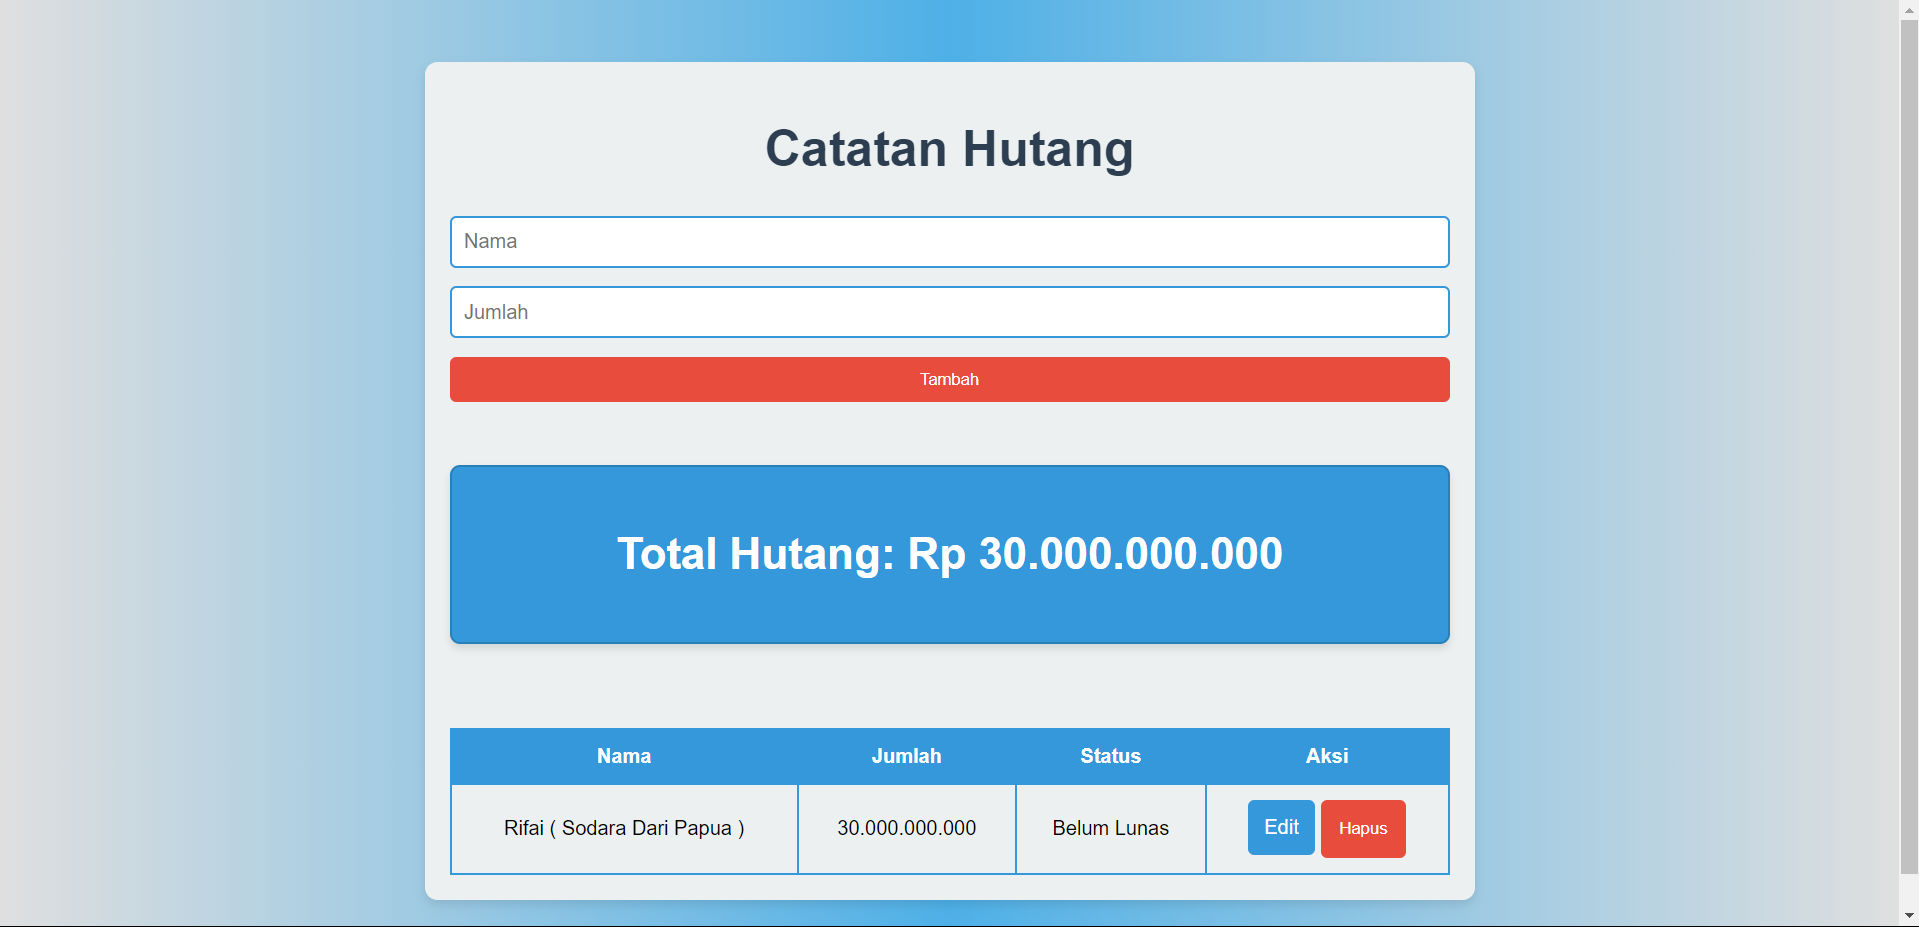 Catatan Hutang
Nama
Jumlah
Tambah
Total Hutang: Rp 30.000.000.000
Nama Jumlah Status Aksi
Rifai ( Sodara Dari Papua ) 30.000.000.000 Belum Lunas Edit Hapus